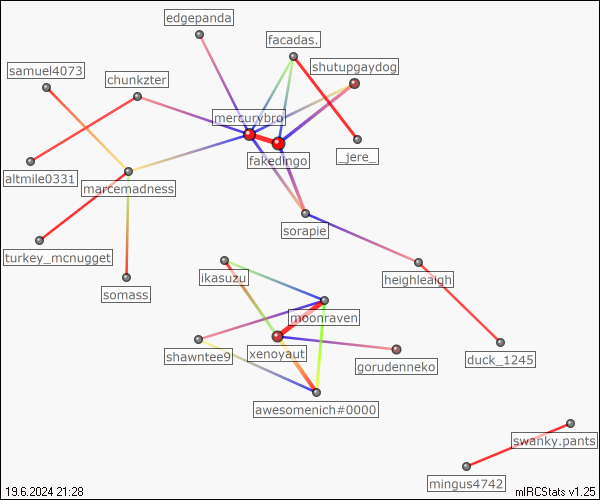 edgepanda
facadas.
shutupgaydog
samuel4073
chunkzter
mercurybro
fakedingo
_jere_
altmile0331
marcemadness
sorapie
turkey_mcnugget
somass
ikasuzu
heighleaigh
moonraven
shawntee9
xenoyaut
gorudenneko
duck_1245
awesomenich#0000
swanky.pants
mingus4742
19.6.2024 21:28
mIRCStats v1.25